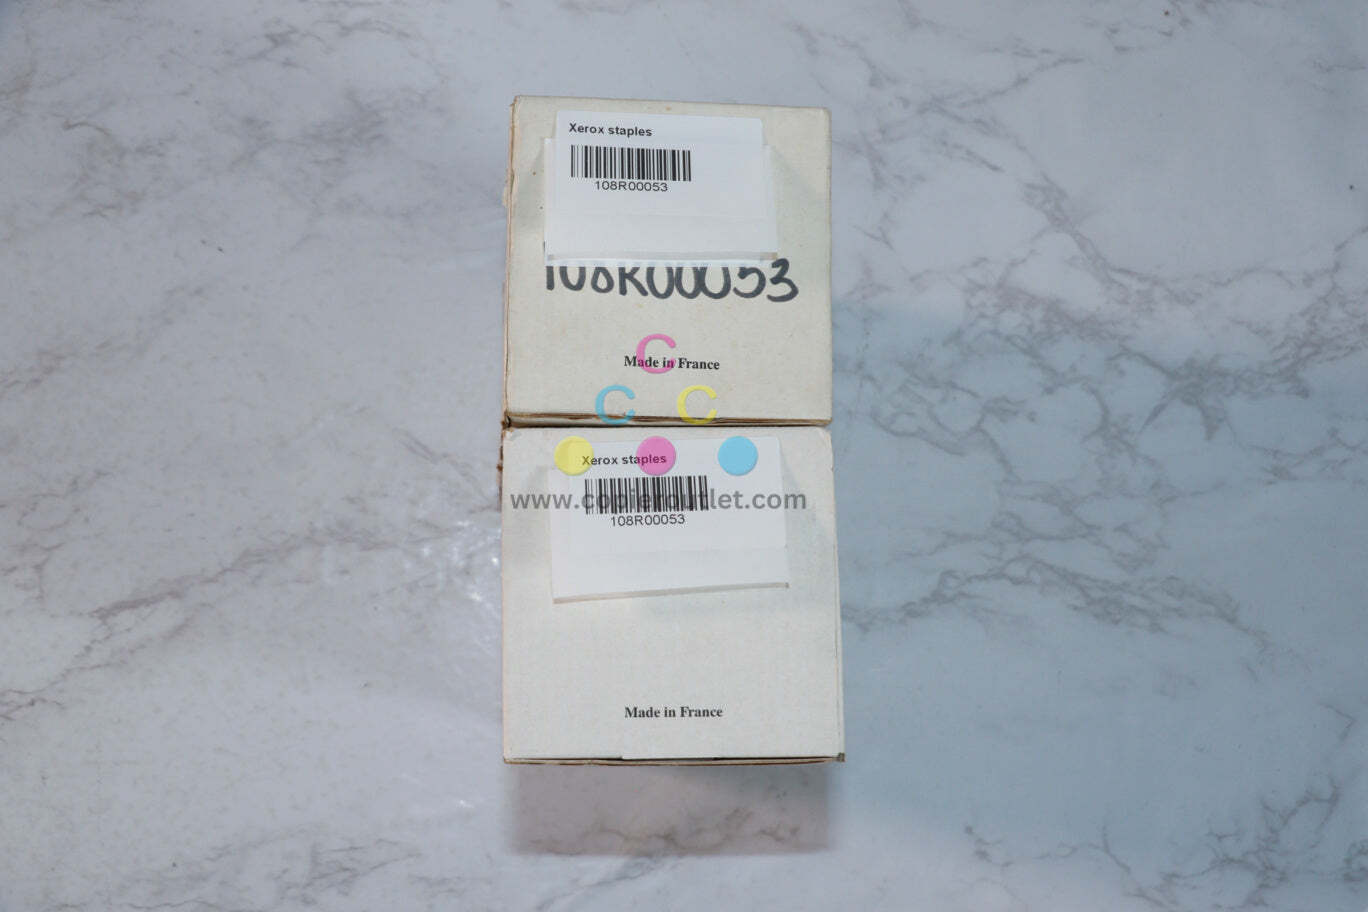 Xerox staples
108R00053
108R00053
Made in France
C
C C
Xerox staples
www.copieroutlet.com
108R00053
Made in France